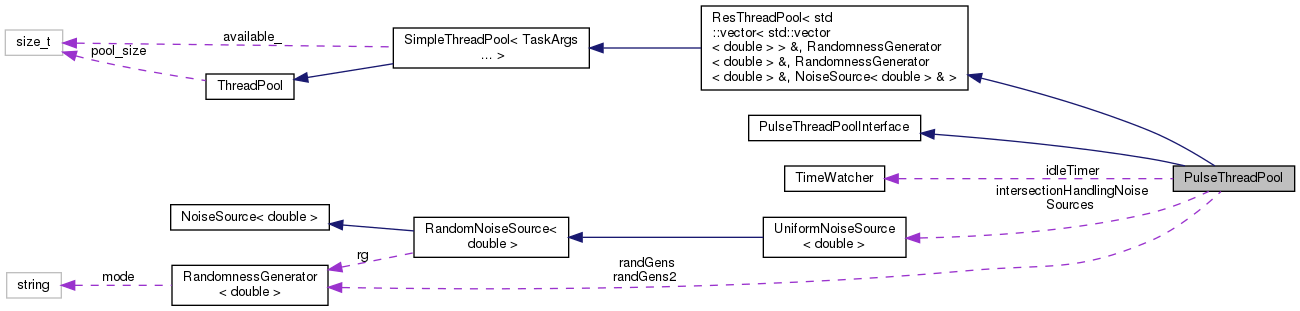 size_t
available_
pool_size
SimpleThreadPool< TaskArgs
... >
ThreadPool
ResThreadPool< std
::vector< std::vector
< double > > &, RandomnessGenerator
< double > &, RandomnessGenerator
< double > &, NoiseSource< double > & >
PulseThreadPoolInterface
TimeWatcher
idleTimer
PulseThreadPool
intersectionHandlingNoise
Sources
NoiseSource< double >
RandomNoiseSource<
double >
UniformNoiseSource
< double >
rg
string
mode
RandomnessGenerator
< double >
randGens
randGens2